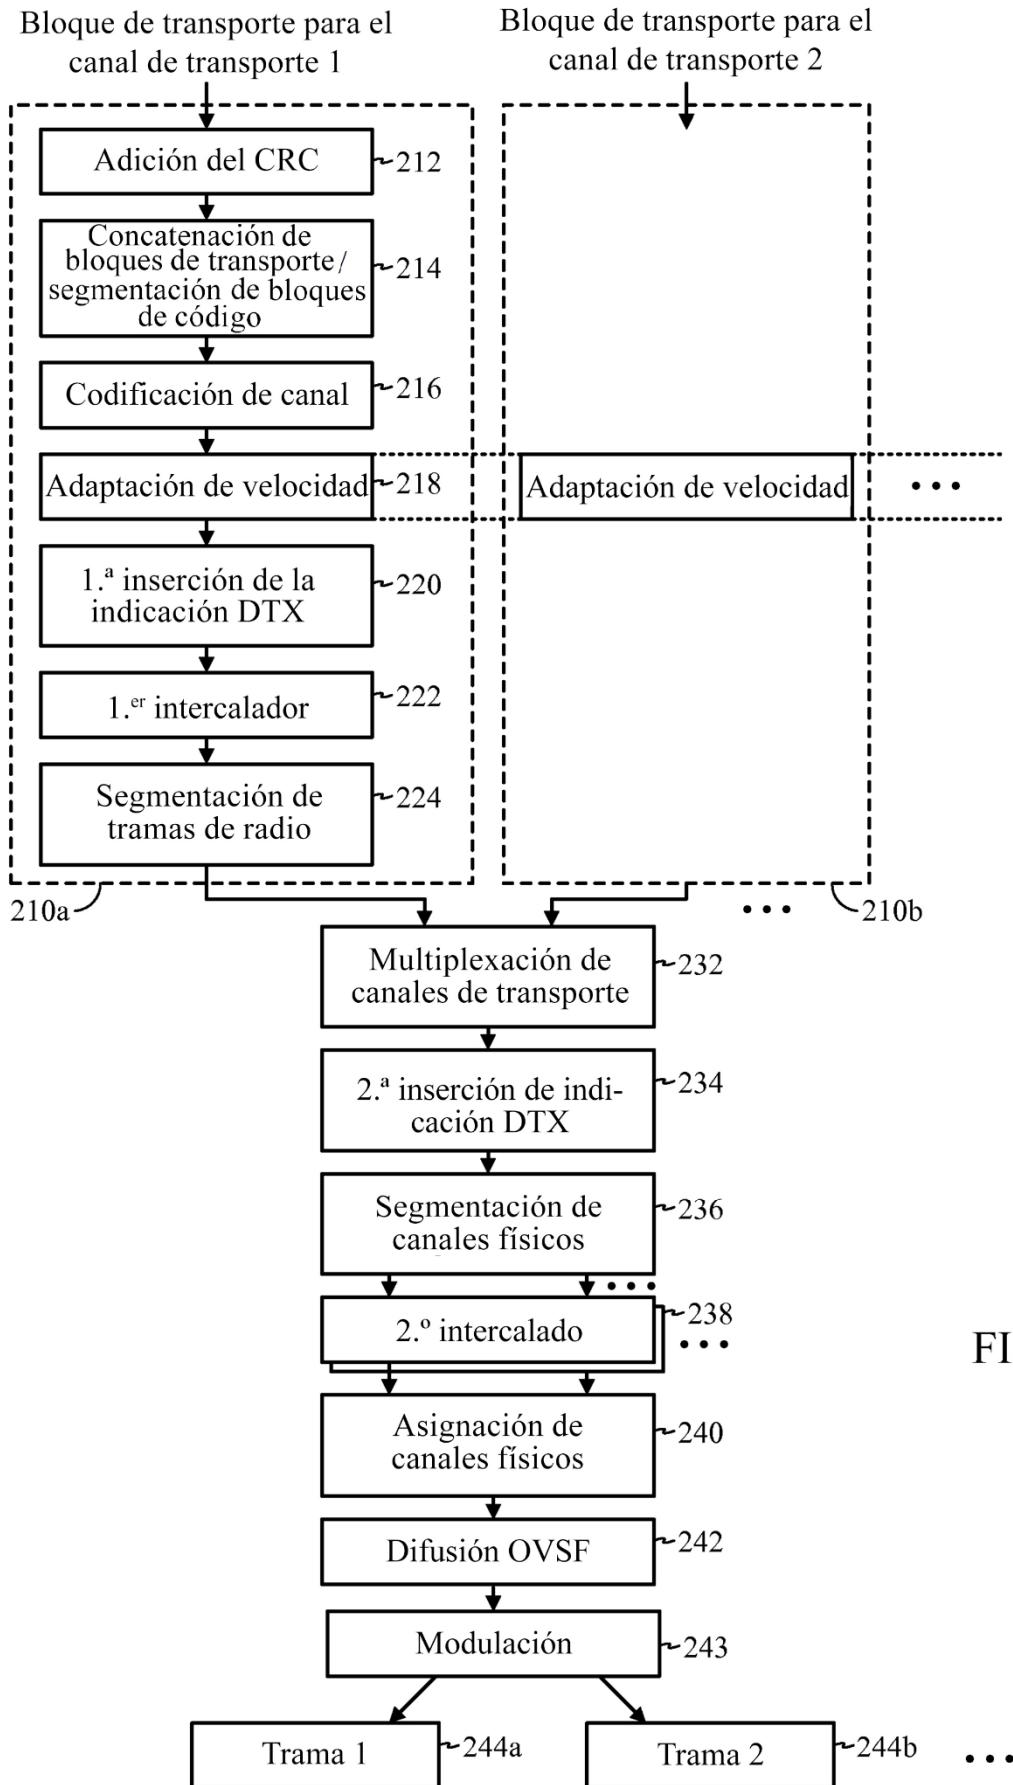 Bloque de transporte para el
canal de transporte 1
Bloque de transporte para el
canal de transporte 2
Adición del CRC
212
Concatenación de
bloques de transporte/
segmentación de bloques
de código
214
Codificación de canal
216
Adaptación de velocidad
218
Adaptación de velocidad
1.ª inserción de la
indicación DTX
220
1.er intercalador
222
Segmentación de
tramas de radio
224
210a
210b
Multiplexación de
canales de transporte
232
2.ª inserción de indi-
cación DTX
234
Segmentación de
canales físicos
236
2.º intercalado
238
FI
Asignación de
canales físicos
240
Difusión OVSF
242
Modulación
243
Trama 1
244a
Trama 2
244b